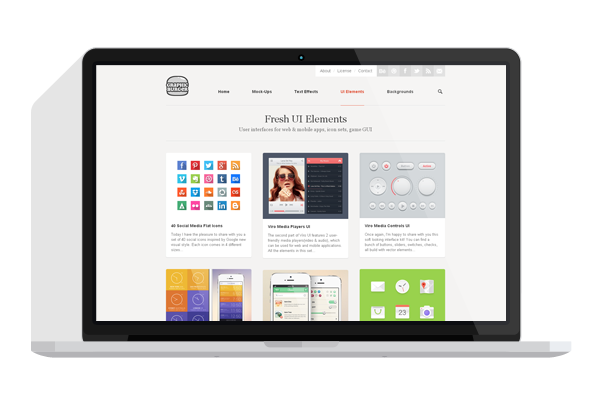 About License Contact
GRAPHIC
BURGER
Home Mock-Ups Text Effects UI Elements Backgrounds
Fresh UI Elements
User interfaces for web & mobile apps, icon sets, game GUI
40 Social Media Flat Icons
Today I have the pleasure to share with you a
set of 40 social icons inspired by Google new
visual style. Each icon comes in 4 different
sizes
Viro Media Players UI
The second part of Viro UI features 2 user
friendly media players(video & audio), which
can be used for web and mobile applications.
All the elements in this set
Viro Media Controls UI
Once again, I'm happy to share with you this
soft looking interface kit! You can find a
bunch of buttons, sliders, switches, checks,
all build with vector elements
23